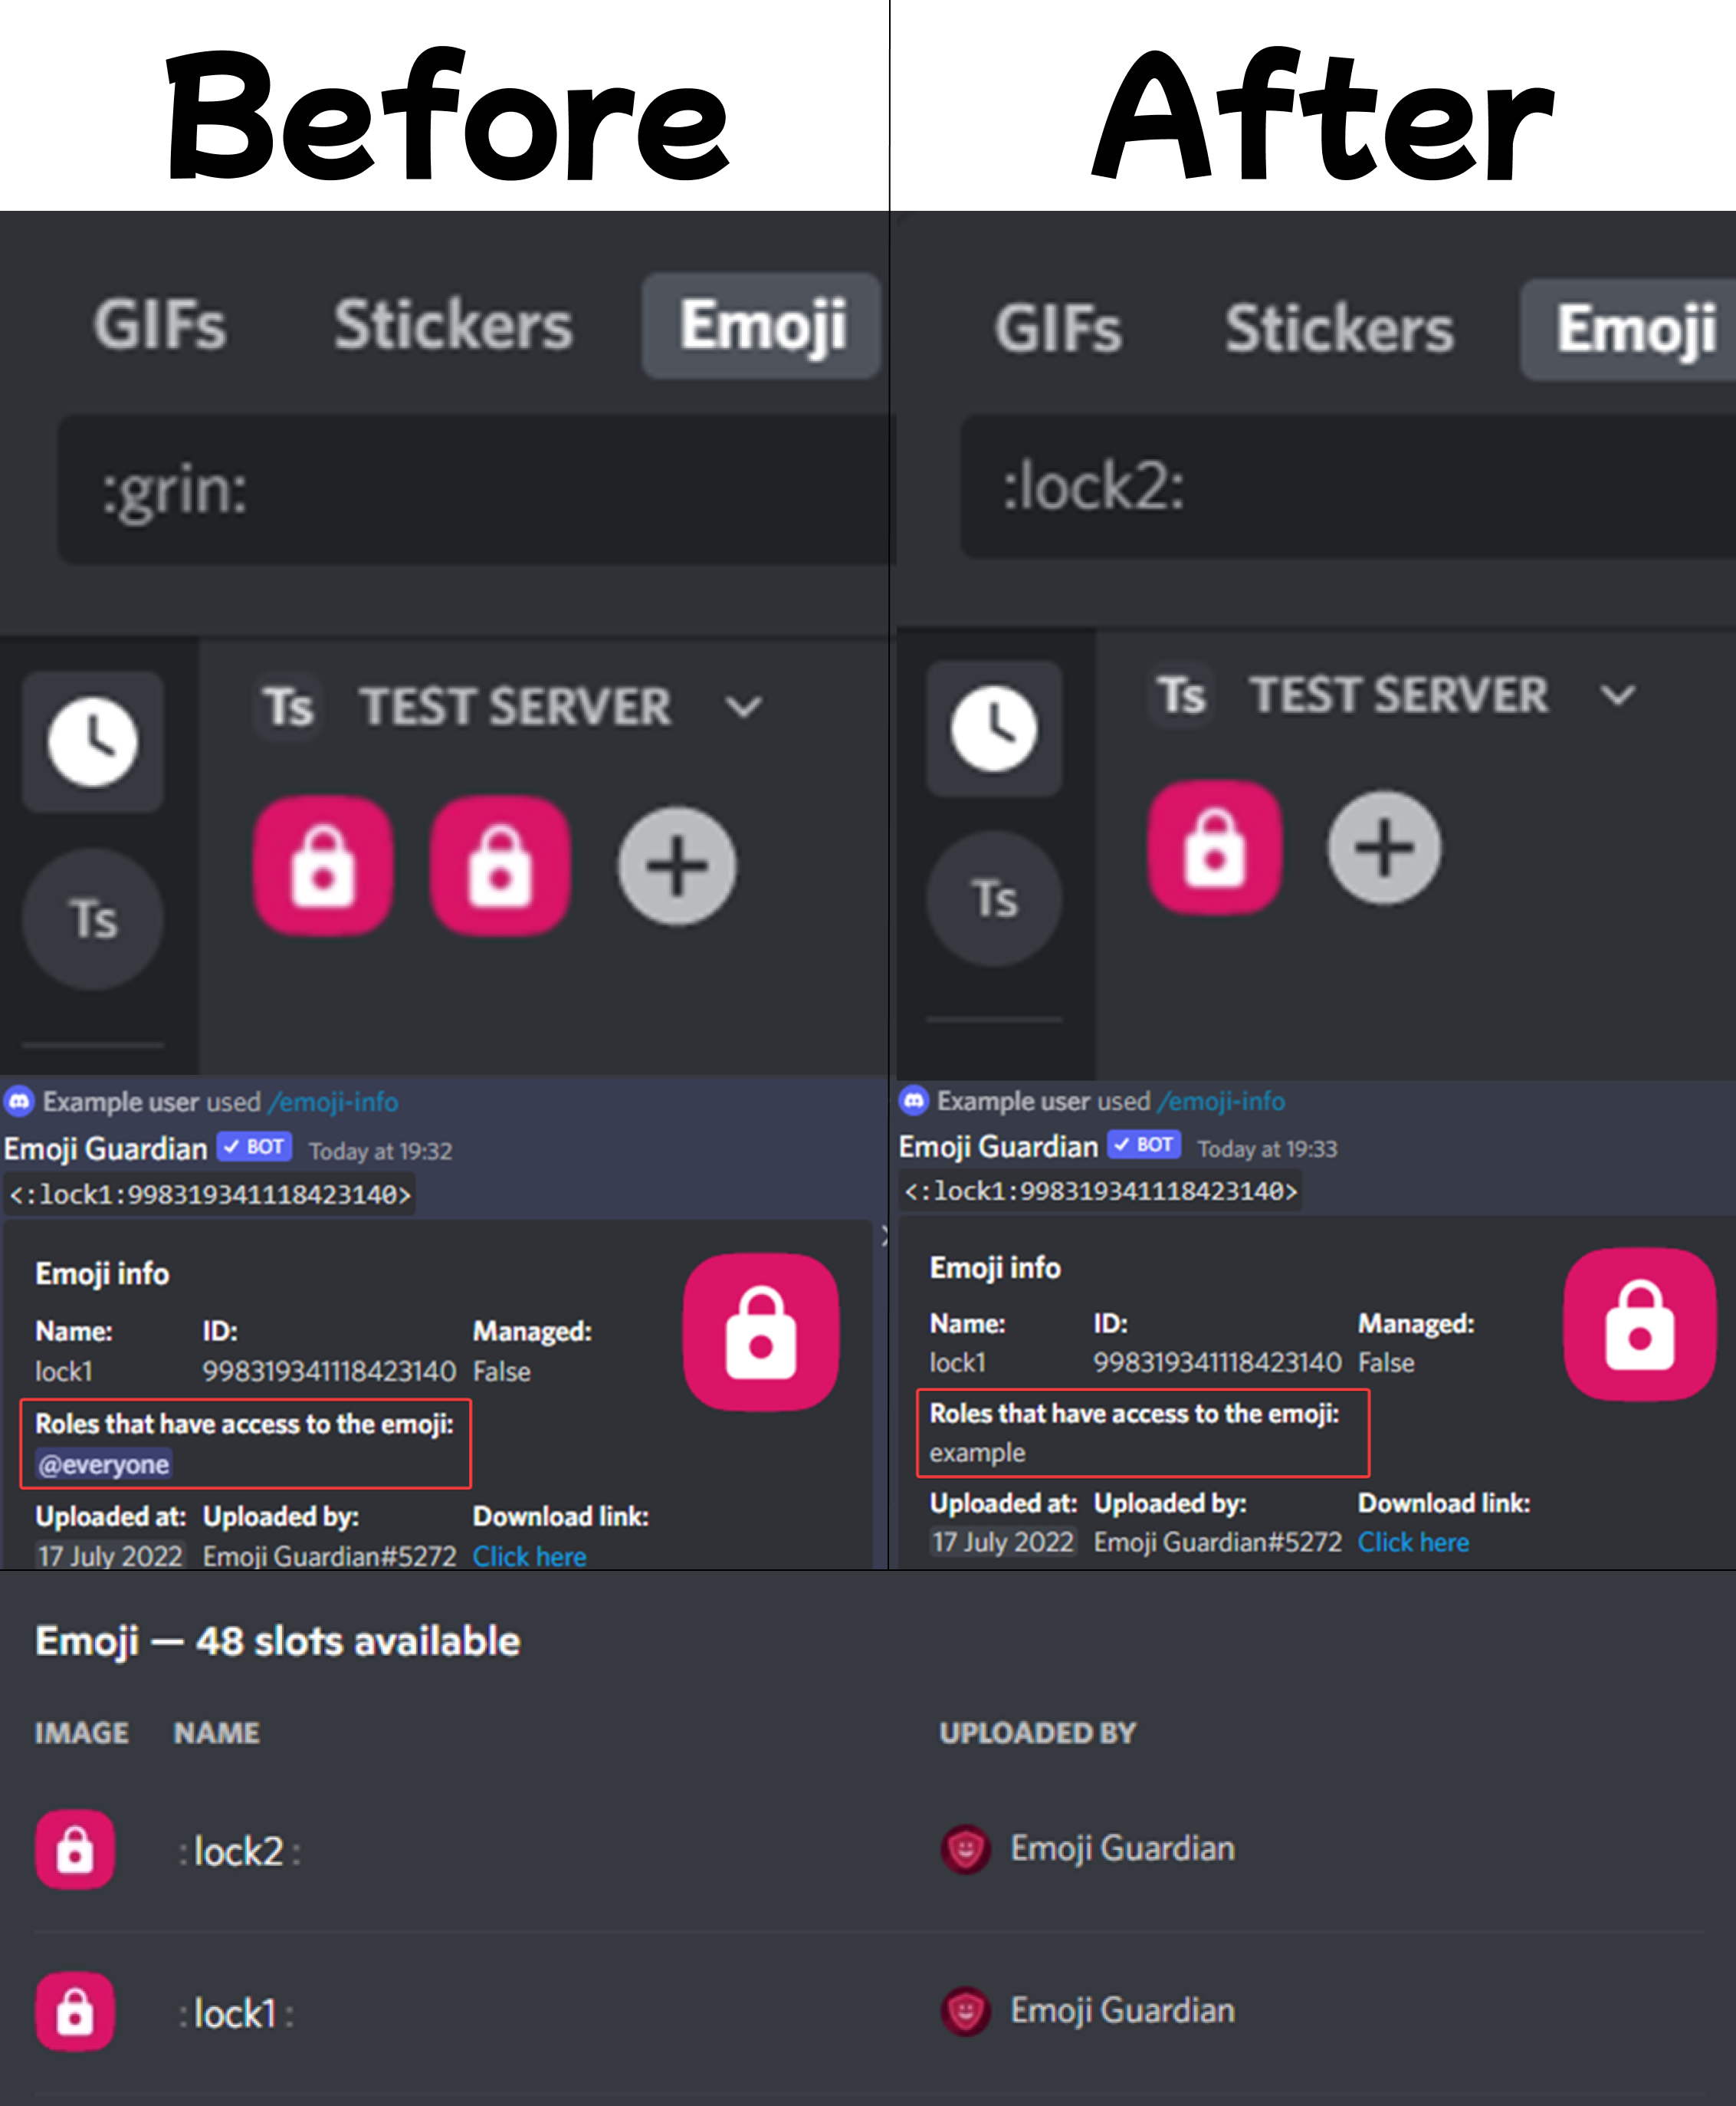 Before
After
GIFs Stickers Emoji
:grin:
Ts TEST SERVER
Ts
Example user used /emoji-info
Emoji Guardian BOT Today at 19:32
<:lock1:998319341118423140>
Emoji info
Name: ID: Managed:
lock1 998319341118423140 False
Roles that have access to the emoji:
@everyone
Uploaded at: Uploaded by: Download link:
17 July 2022 Emoji Guardian#5272 Click here
GIFs Stickers Emoji
:lock2:
Ts TEST SERVER
Ts
Example user used /emoji-info
Emoji Guardian BOT Today at 19:33
<:lock1:998319341118423140>
Emoji info
Name: ID: Managed:
lock1 998319341118423140 False
Roles that have access to the emoji:
example
Uploaded at: Uploaded by: Download link:
17 July 2022 Emoji Guardian#5272 Click here
Emoji — 48 slots available
IMAGE NAME UPLOADED BY
:lock2: Emoji Guardian
:lock1: Emoji Guardian